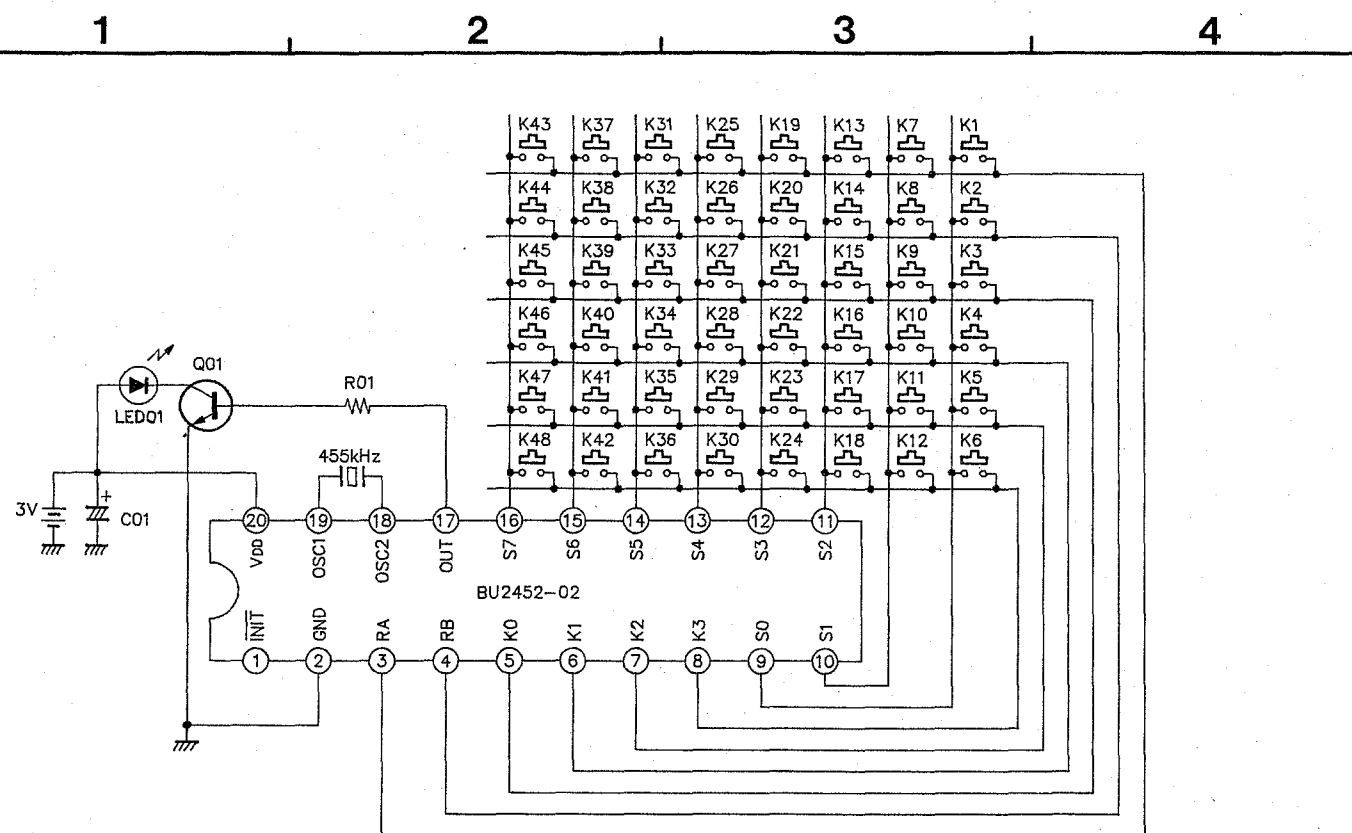 1 2 3 4
K43 K37 K31 K25 K19 K13 K7 K1
K44 K38 K32 K26 K20 K14 K8 K2
K45 K39 K33 K27 K21 K15 K9 K3
K46 K40 K34 K28 K22 K16 K10 K4
Q01
R01
LED01
K47 K41 K35 K29 K23 K17 K11 K5
K48 K42 K36 K30 K24 K18 K12 K6
455kHz
3V
+
C01
20 19 18 17 16 15 14 13 12 11
VDD OSC1 OSC2 OUT S7 S6 S5 S4 S3 S2
BU2452-02
INIT GND RA RB K0 K1 K2 K3 S0 S1
1 2 3 4 5 6 7 8 9 10